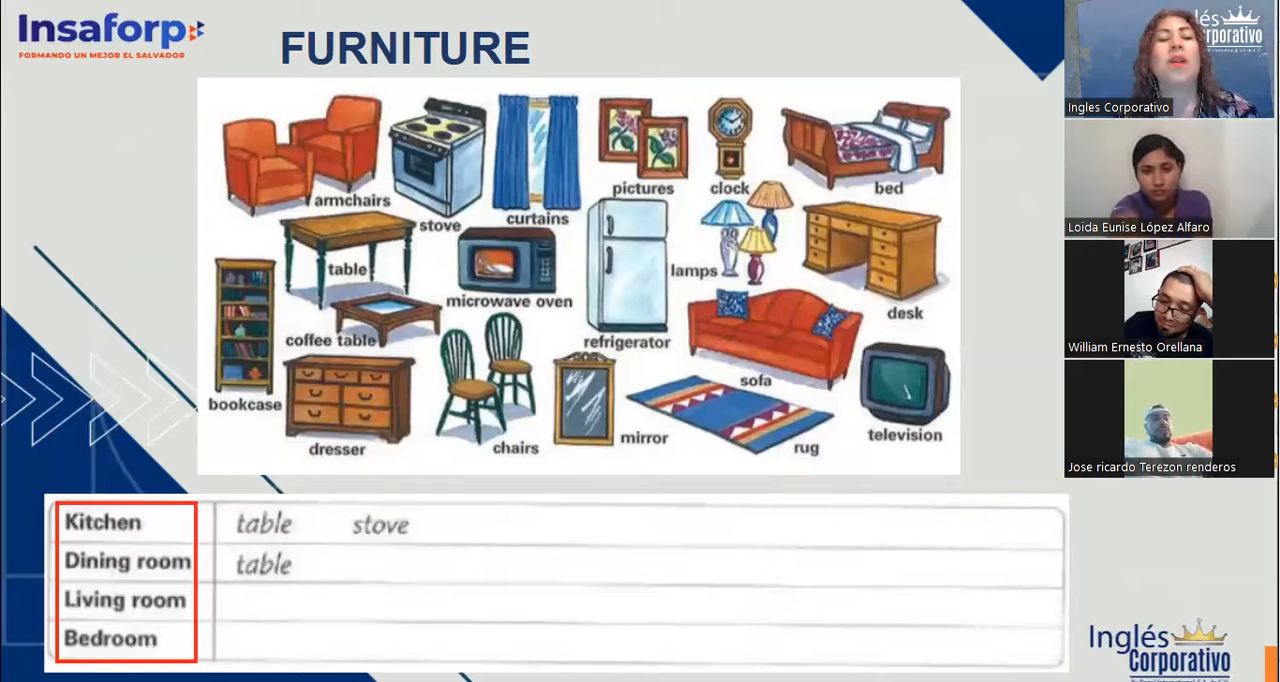 Insaforp
FORMANDO UN MEJOR EL SALVADOR
FURNITURE
armchairs
stove
curtains
pictures
clock
bed
table
microwave oven
lamps
desk
coffee table
refrigerator
sofa
bookcase
dresser
chairs
mirror
rug
television
Kitchen table stove
Dining room table
Living room
Bedroom
Inglés
Corporativo
Ingles Corporativo
Loida Eunise López Alfaro
William Ernesto Orellana
Jose ricardo Terezon renderos